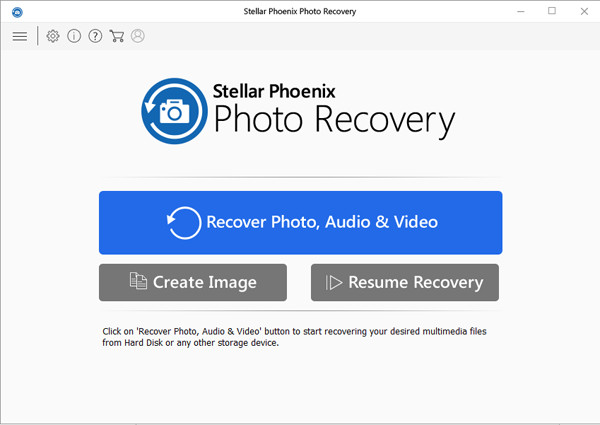 Stellar Phoenix Photo Recovery
Stellar Phoenix
Photo Recovery
Recover Photo, Audio & Video
Create Image
Resume Recovery
Click on 'Recover Photo, Audio & Video' button to start recovering your desired multimedia files
from Hard Disk or any other storage device.